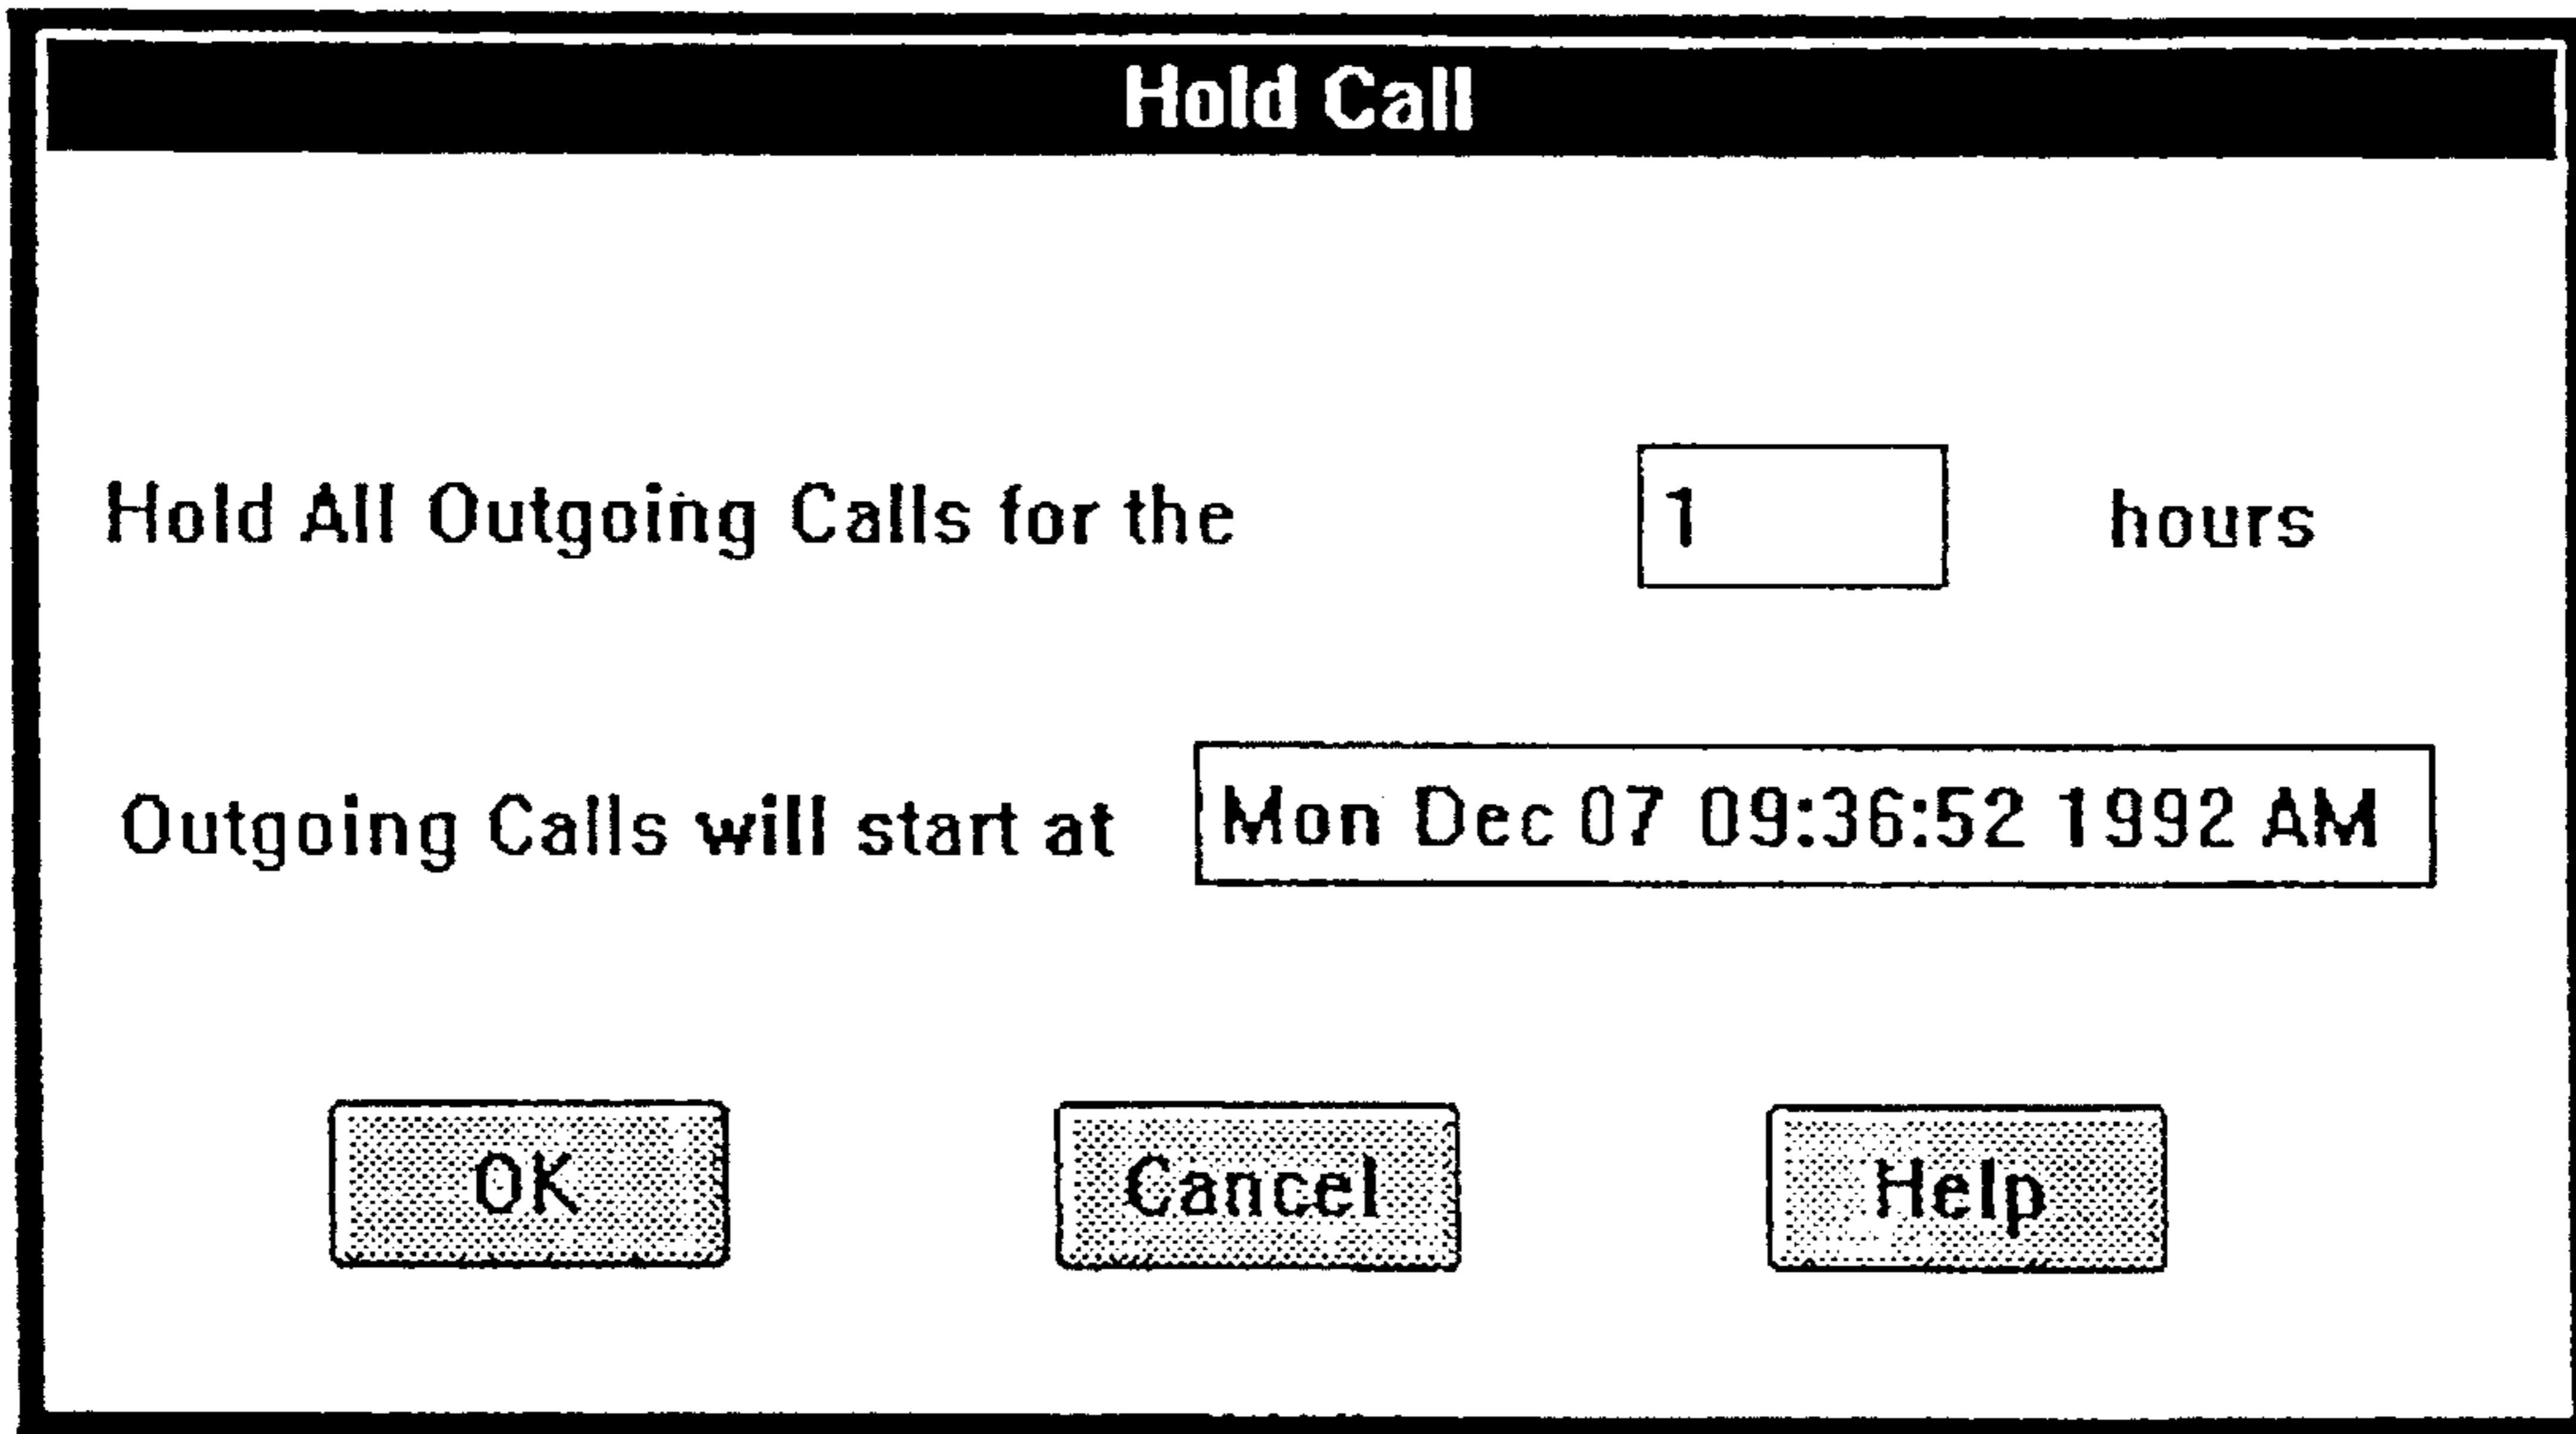 Hold Call
Hold All Outgoing Calls for the 1 hours
Outgoing Calls will start at Mon Dec 07 09:36:52 1992 AM
OK Cancel Help